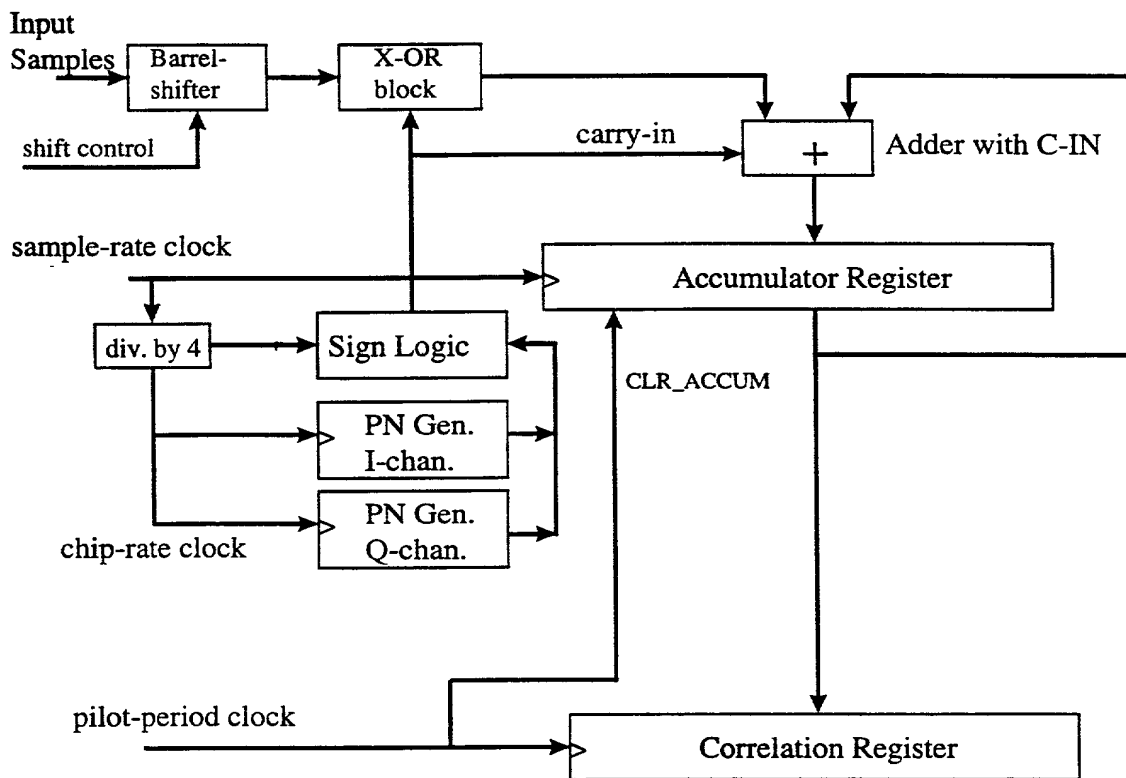 Input
Samples
Barrel-
shifter
X-OR
block
shift control
carry-in
+
Adder with C-IN
sample-rate clock
Accumulator Register
div. by 4
Sign Logic
CLR_ACCUM
PN Gen.
I-chan.
PN Gen.
Q-chan.
chip-rate clock
pilot-period clock
Correlation Register